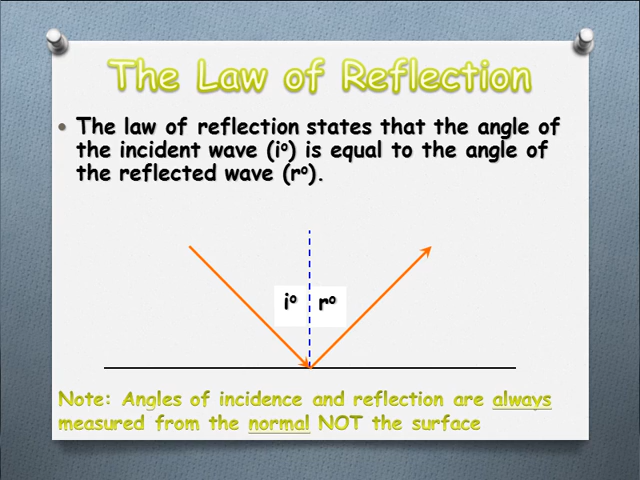 The Law of Reflection
• The law of reflection states that the angle of
the incident wave (iº) is equal to the angle of
the reflected wave (rº).
iº rº
Note: Angles of incidence and reflection are always
measured from the normal NOT the surface